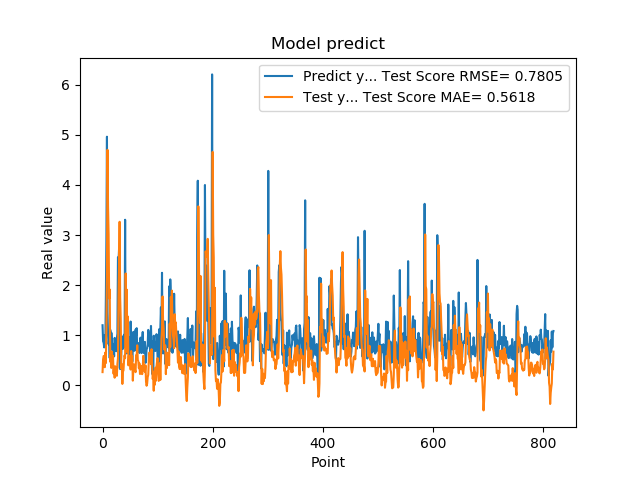 Model predict
Predict y... Test Score RMSE= 0.7805
Test y... Test Score MAE= 0.5618
Real value
6
5
4
3
2
1
0
0 200 400 600 800
Point